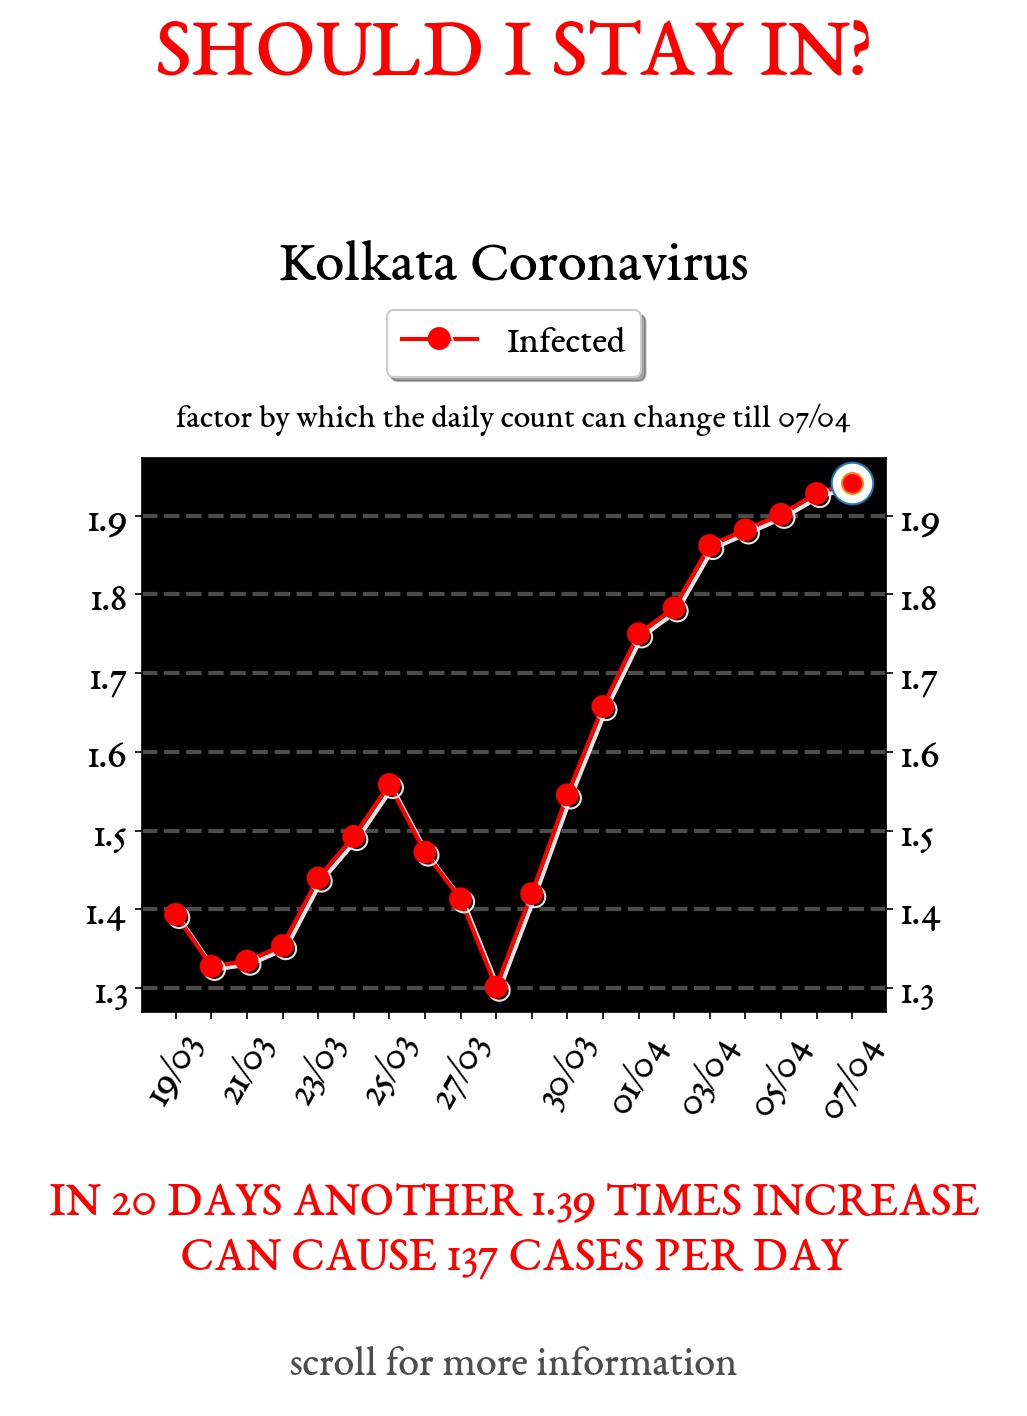 SHOULD I STAY IN?
Kolkata Coronavirus
Infected
factor by which the daily count can change till 07/04
1.9 1.9
1.8 1.8
1.7 1.7
1.6 1.6
1.5 1.5
1.4 1.4
1.3 1.3
19/03 21/03 23/03 25/03 27/03 30/03 01/04 03/04 05/04 07/04
IN 20 DAYS ANOTHER 1.39 TIMES INCREASE
CAN CAUSE 137 CASES PER DAY
scroll for more information